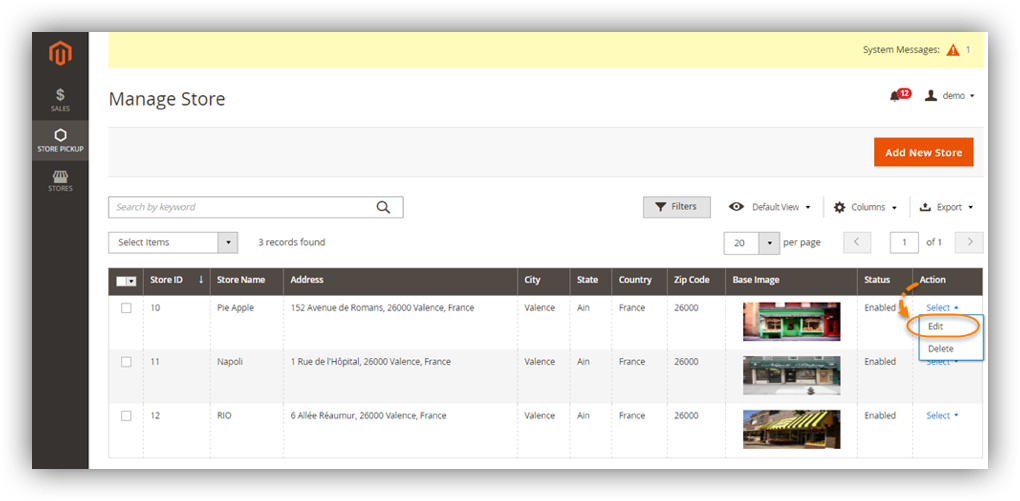 System Messages: 1
Manage Store
12 demo
SALES
STORE PICKUP
STORES
Add New Store
Search by keyword
Filters Default View Columns Export
Select Items 3 records found 20 per page 1 of 1
Store ID Store Name Address City State Country Zip Code Base Image Status Action
10 Pie Apple 152 Avenue de Romans, 26000 Valence, France Valence Ain France 26000 Enabled Select
Edit
Delete
11 Napoli 1 Rue de l'Hôpital, 26000 Valence, France Valence Ain France 26000 Enabled Select
12 RIO 6 Allée Réaumur, 26000 Valence, France Valence Ain France 26000 Enabled Select